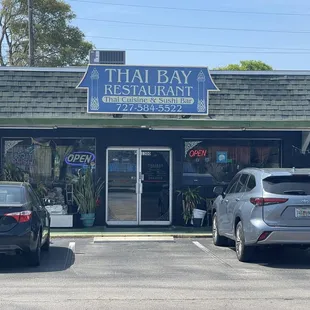 THAI BAY
RESTAURANT
Thai Cuisine & Sushi Bar
727-584-5522
OPEN
OPEN